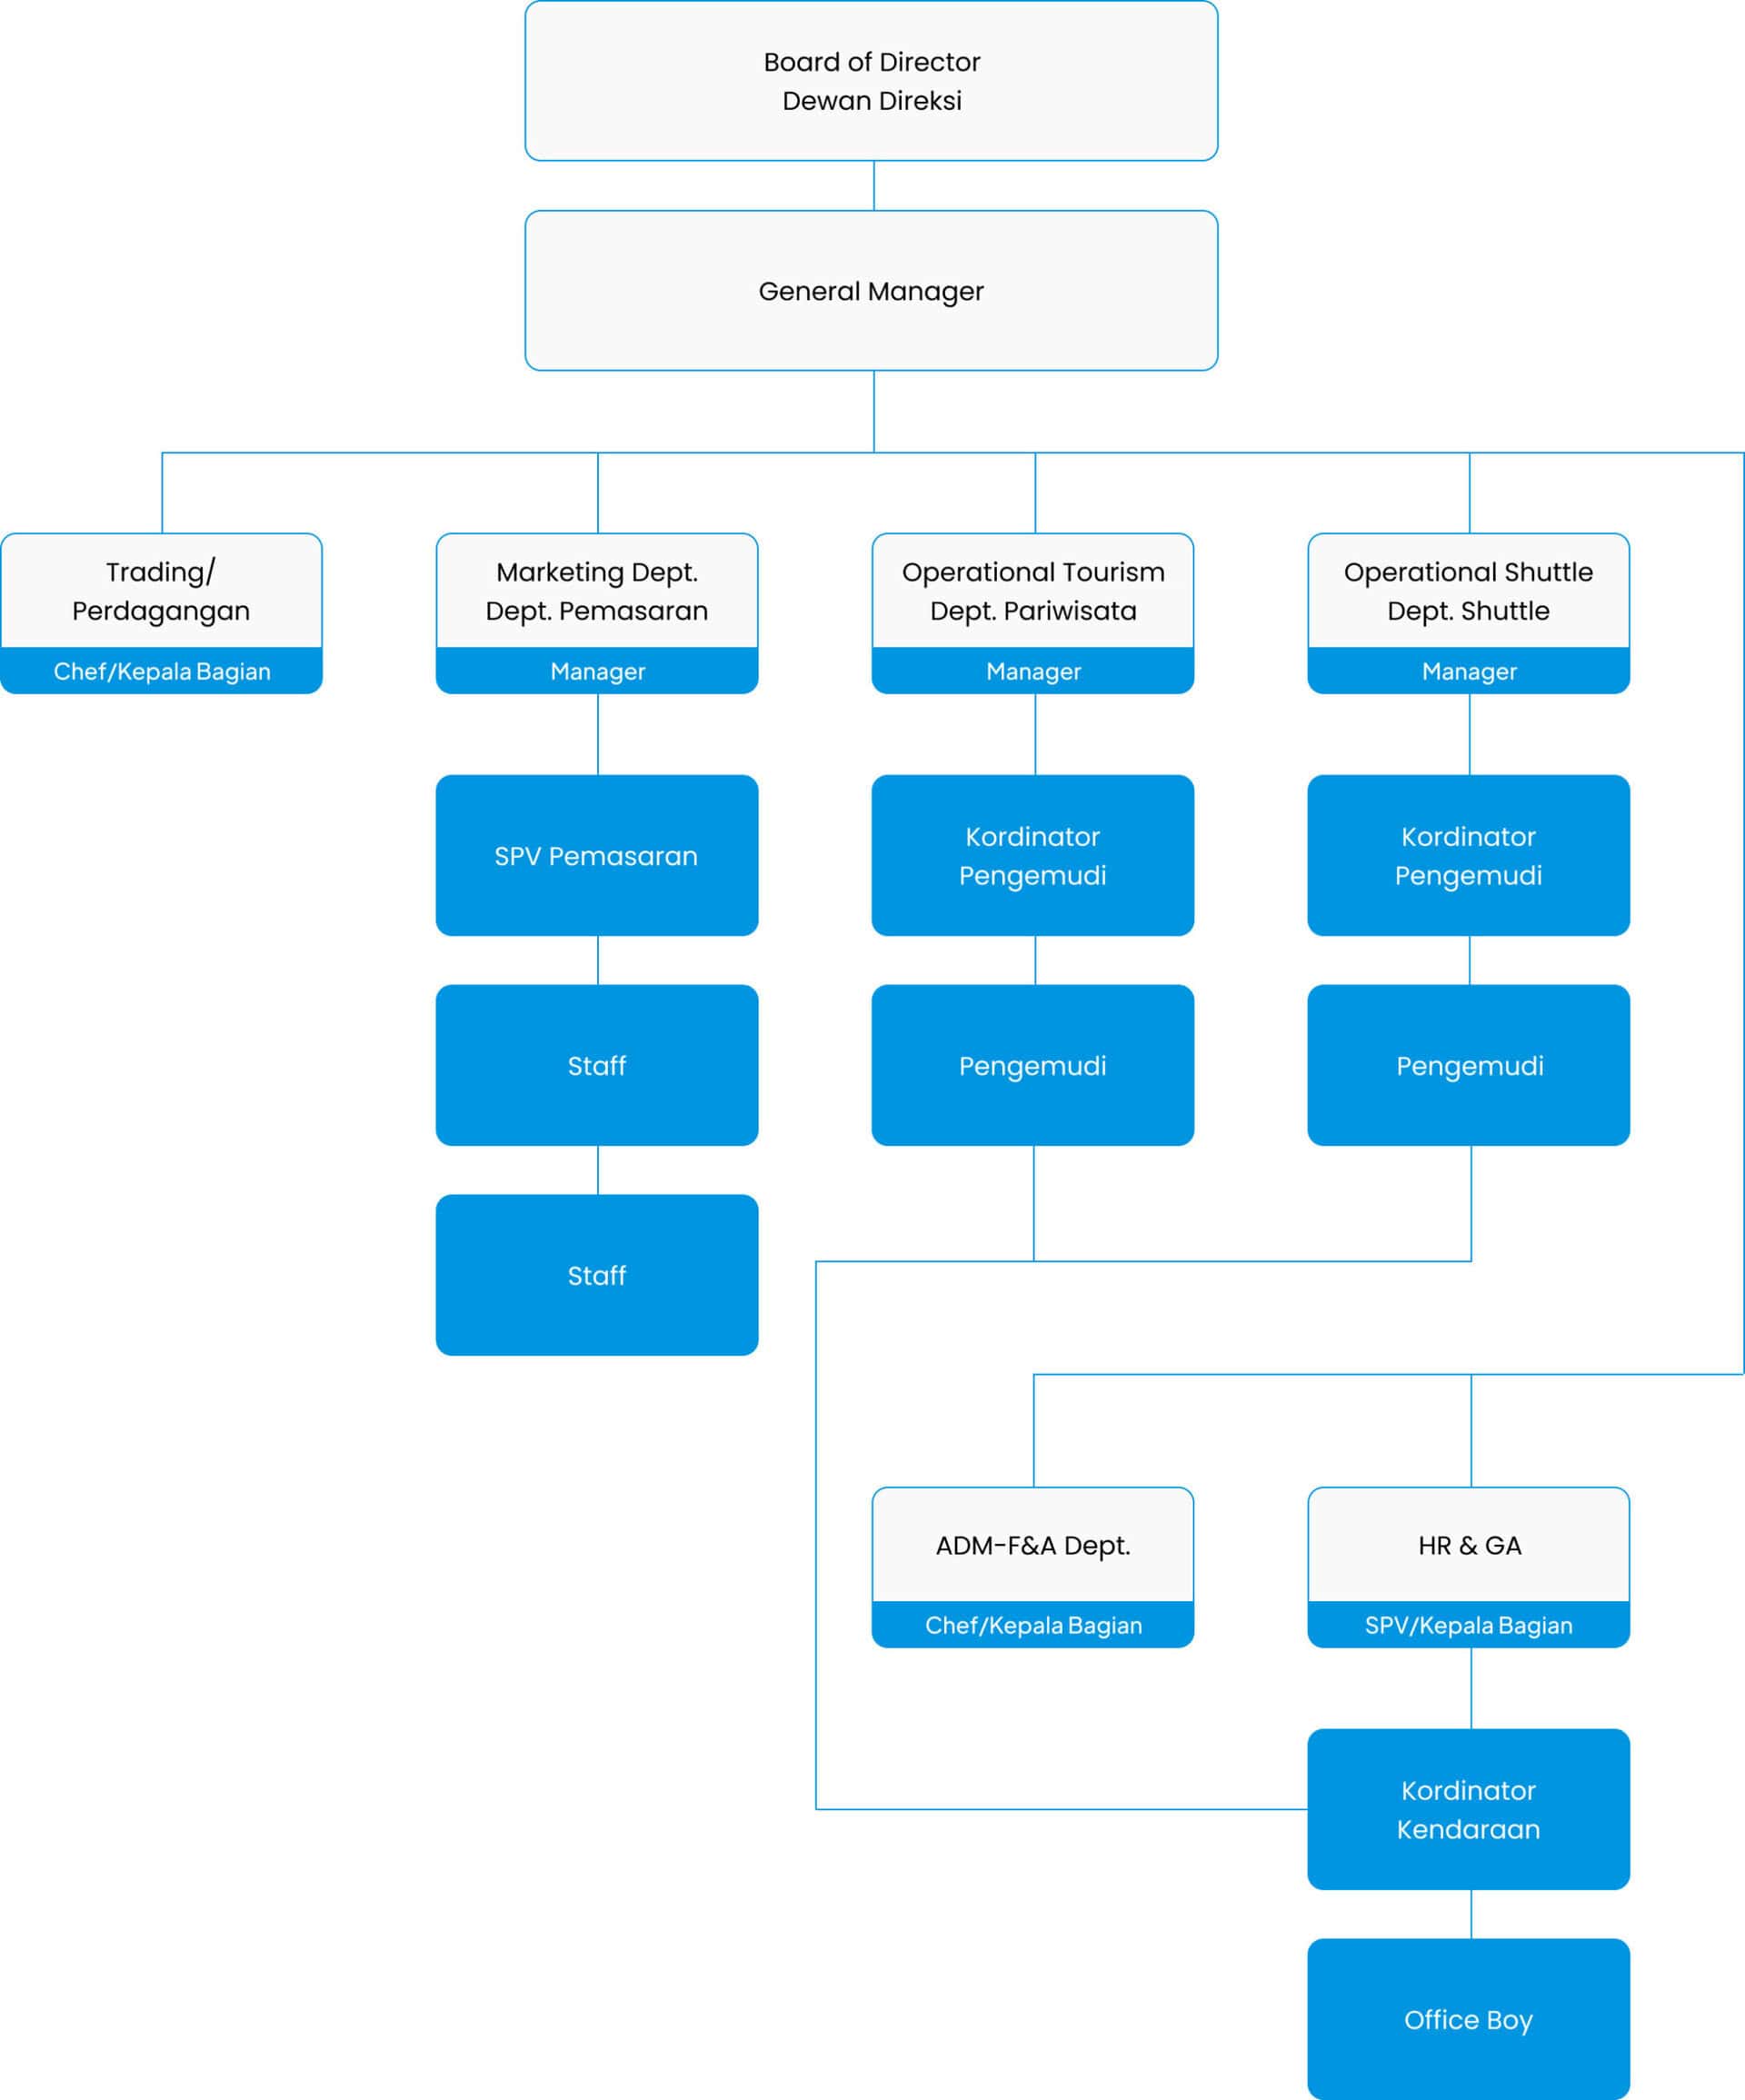 Board of Director
Dewan Direksi
General Manager
Trading/
Perdagangan
Chef/Kepala Bagian
Marketing Dept.
Dept. Pemasaran
Manager
Operational Tourism
Dept. Pariwisata
Manager
Operational Shuttle
Dept. Shuttle
Manager
SPV Pemasaran
Kordinator
Pengemudi
Kordinator
Pengemudi
Staff
Pengemudi
Pengemudi
Staff
ADM-F&A Dept.
Chef/Kepala Bagian
HR & GA
SPV/Kepala Bagian
Kordinator
Kendaraan
Office Boy